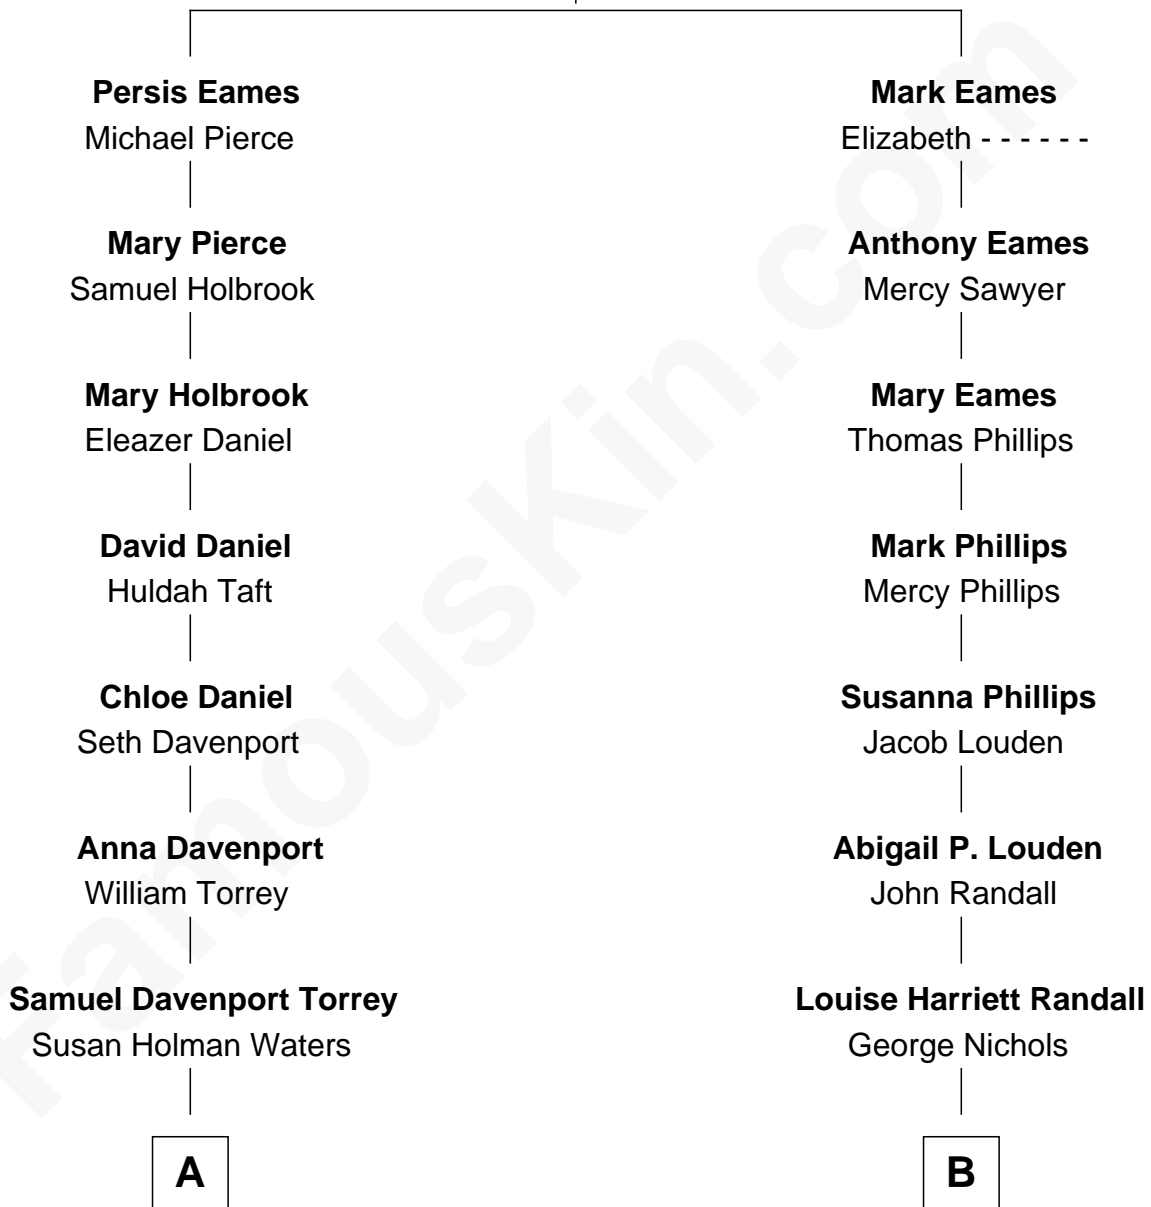 Persis Eames
Michael Pierce
Mark Eames
Elizabeth - - - - - -
Mary Pierce
Samuel Holbrook
Anthony Eames
Mercy Sawyer
Mary Holbrook
Eleazer Daniel
Mary Eames
Thomas Phillips
David Daniel
Huldah Taft
Mark Phillips
Mercy Phillips
Chloe Daniel
Seth Davenport
Susanna Phillips
Jacob Louden
Anna Davenport
William Torrey
Abigail P. Louden
John Randall
Samuel Davenport Torrey
Susan Holman Waters
Louise Harriett Randall
George Nichols
A
B
FamousKin.com